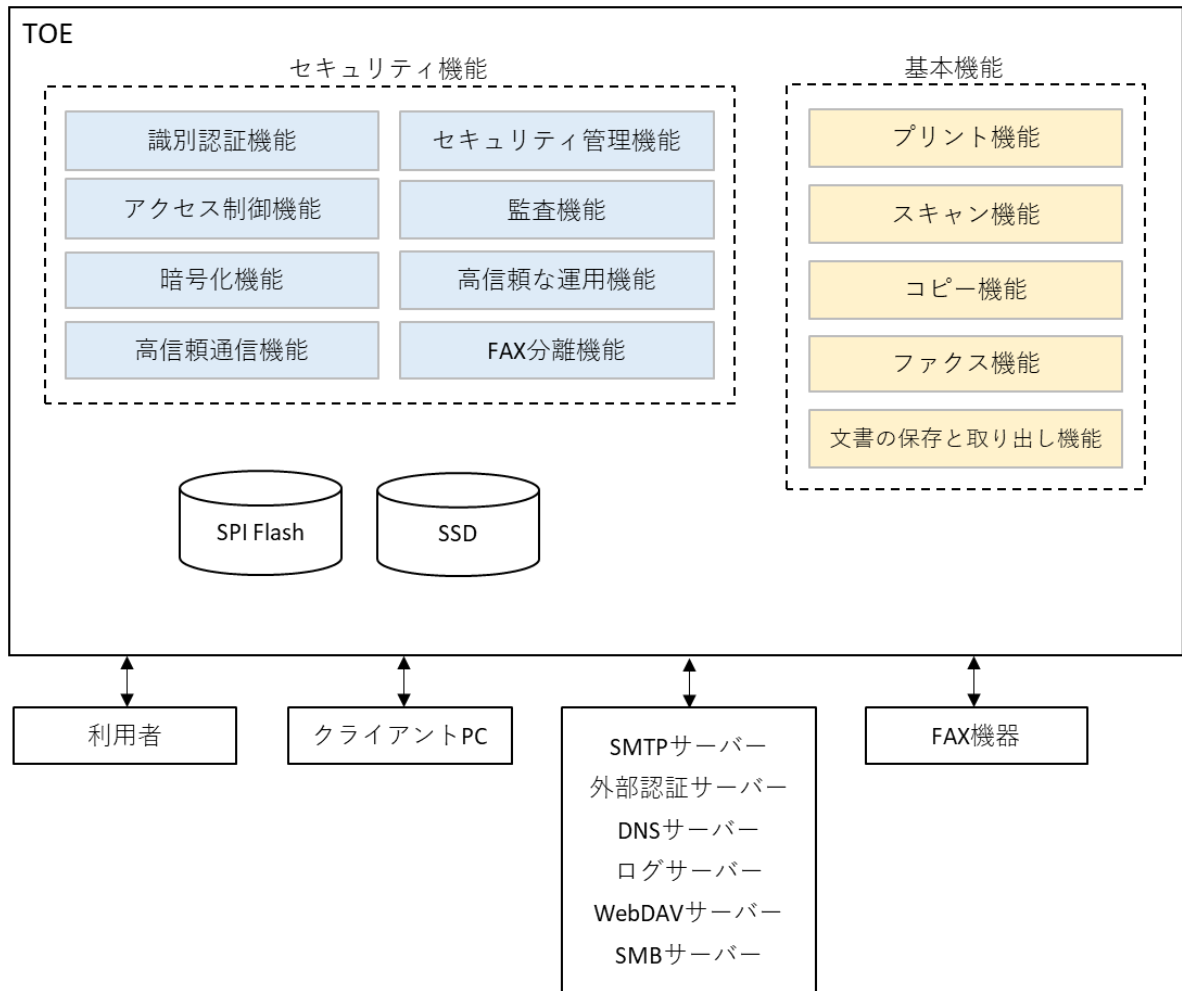 TOE
セキュリティ機能
基本機能
識別認証機能
セキュリティ管理機能
アクセス制御機能
監査機能
暗号化機能
高信頼な運用機能
高信頼通信機能
FAX分離機能
プリント機能
スキャン機能
コピー機能
ファクス機能
文書の保存と取り出し機能
SPI Flash
SSD
利用者
クライアントPC
SMTPサーバー
外部認証サーバー
DNSサーバー
ログサーバー
WebDAVサーバー
SMBサーバー
FAX機器